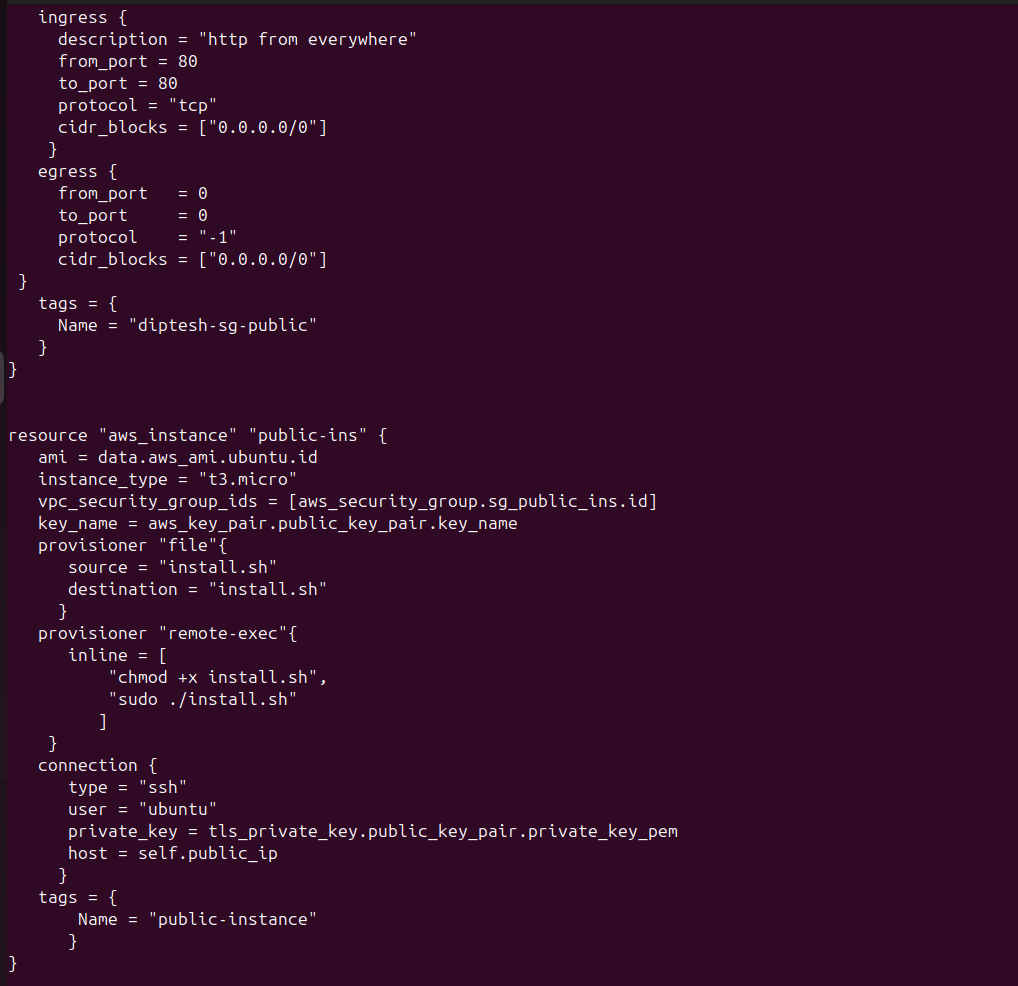 ingress {
description = "http from everywhere"
from_port = 80
to_port = 80
protocol = "tcp"
cidr_blocks = ["0.0.0.0/0"]
}
egress {
from_port   = 0
to_port     = 0
protocol    = "-1"
cidr_blocks = ["0.0.0.0/0"]
}
tags = {
Name = "diptesh-sg-public"
}
}
resource "aws_instance" "public-ins" {
ami = data.aws_ami.ubuntu.id
instance_type = "t3.micro"
vpc_security_group_ids = [aws_security_group.sg_public_ins.id]
key_name = aws_key_pair.public_key_pair.key_name
provisioner "file"{
source = "install.sh"
destination = "install.sh"
}
provisioner "remote-exec"{
inline = [
"chmod +x install.sh",
"sudo ./install.sh"
]
}
connection {
type = "ssh"
user = "ubuntu"
private_key = tls_private_key.public_key_pair.private_key_pem
host = self.public_ip
}
tags = {
Name = "public-instance"
}
}